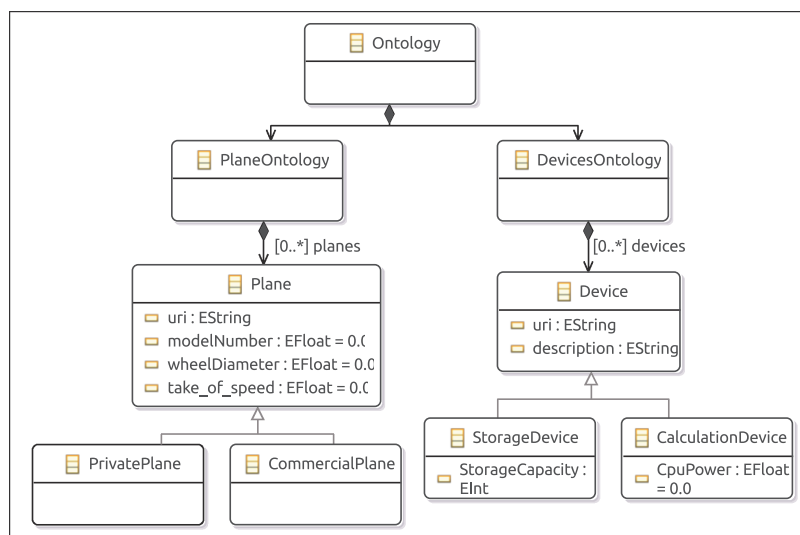 Ontology
PlaneOntology
DevicesOntology
[0..*] planes
[0..*] devices
Plane
uri : EString
modelNumber : EFloat = 0.0
wheelDiameter : EFloat = 0.0
take_of_speed : EFloat = 0.0
Device
uri : EString
description : EString
PrivatePlane
CommercialPlane
StorageDevice
StorageCapacity :
EInt
CalculationDevice
CpuPower : EFloat
= 0.0